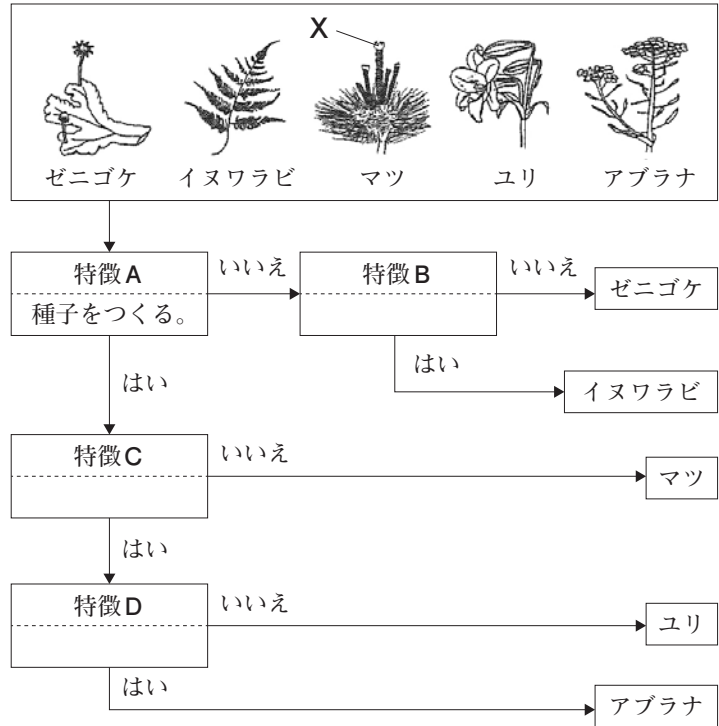 X
ゼニゴケ イヌワラビ マツ ユリ アブラナ
特徴A いいえ 特徴B いいえ ゼニゴケ
種子をつくる。
はい はい イヌワラビ
特徴C いいえ マツ
はい
特徴D いいえ ユリ
はい アブラナ